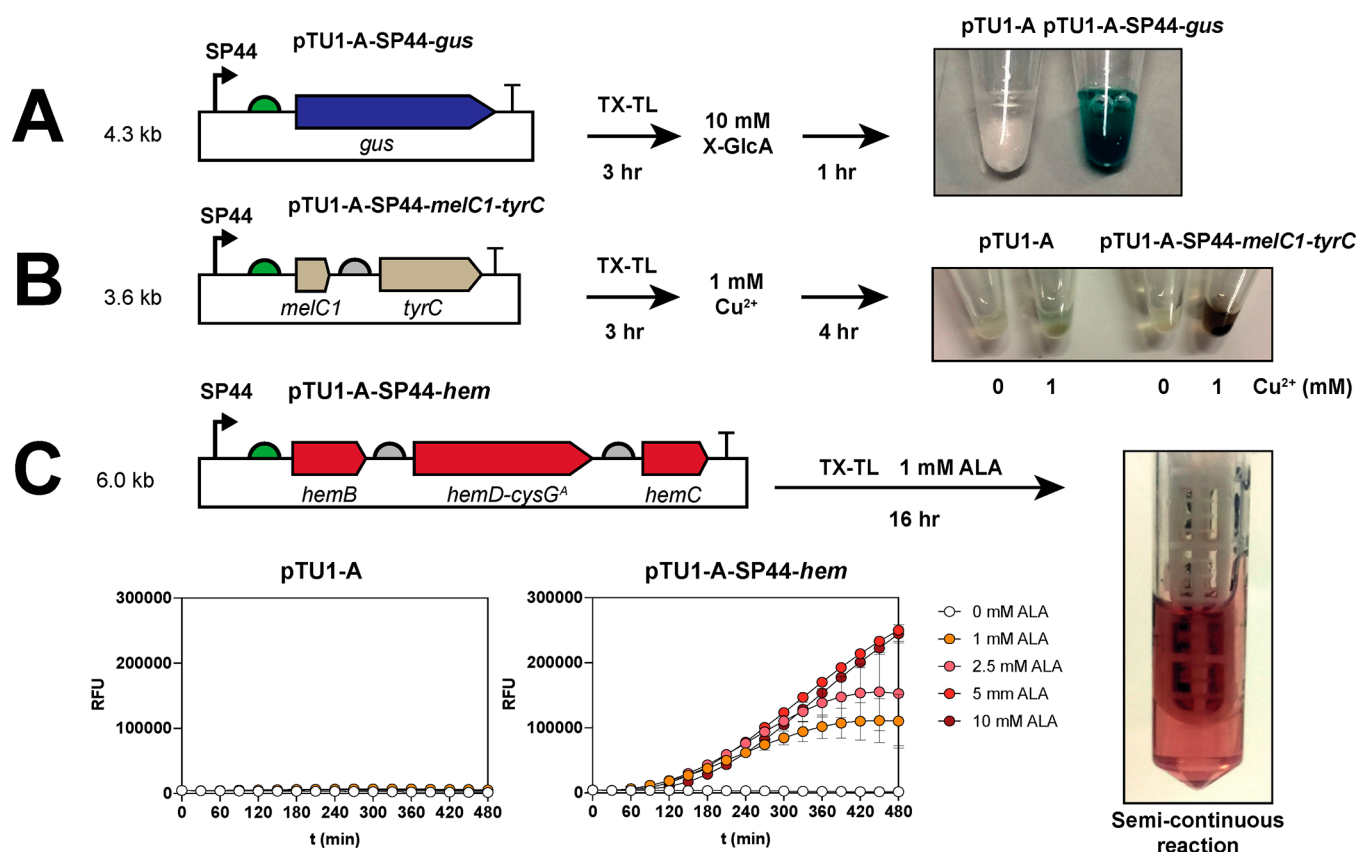 pTU1-A-SP44-gus
pTU1-A pTU1-A-SP44-gus
SP44
A
4.3 kb
gus
TX-TL
3 hr
10 mM
X-GlcA
1 hr
pTU1-A-SP44-melC1-tyrC
SP44
B
3.6 kb
melC1
tyrC
TX-TL
3 hr
1 mM
Cu²⁺
4 hr
pTU1-A
pTU1-A-SP44-melC1-tyrC
0 1 0 1 Cu²⁺ (mM)
pTU1-A-SP44-hem
SP44
C
6.0 kb
hemB
hemD-cysGᴬ
hemC
TX-TL 1 mM ALA
16 hr
pTU1-A
300000
200000
100000
0
RFU
0 60 120 180 240 300 360 420 480
t (min)
pTU1-A-SP44-hem
300000
200000
100000
0
RFU
0 60 120 180 240 300 360 420 480
t (min)
0 mM ALA
1 mM ALA
2.5 mM ALA
5 mm ALA
10 mM ALA
Semi-continuous
reaction